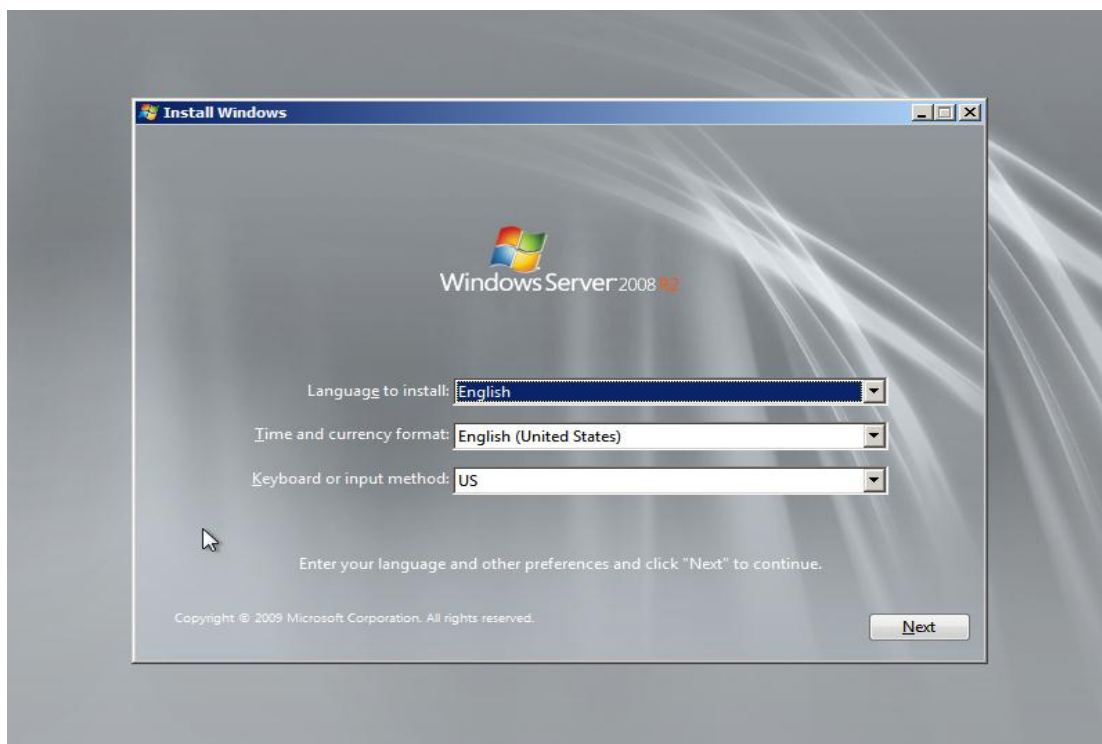 Install Windows
Windows Server 2008 R2
Language to install: English
Time and currency format: English (United States)
Keyboard or input method: US
Enter your language and other preferences and click "Next" to continue.
Copyright © 2009 Microsoft Corporation. All rights reserved.
Next